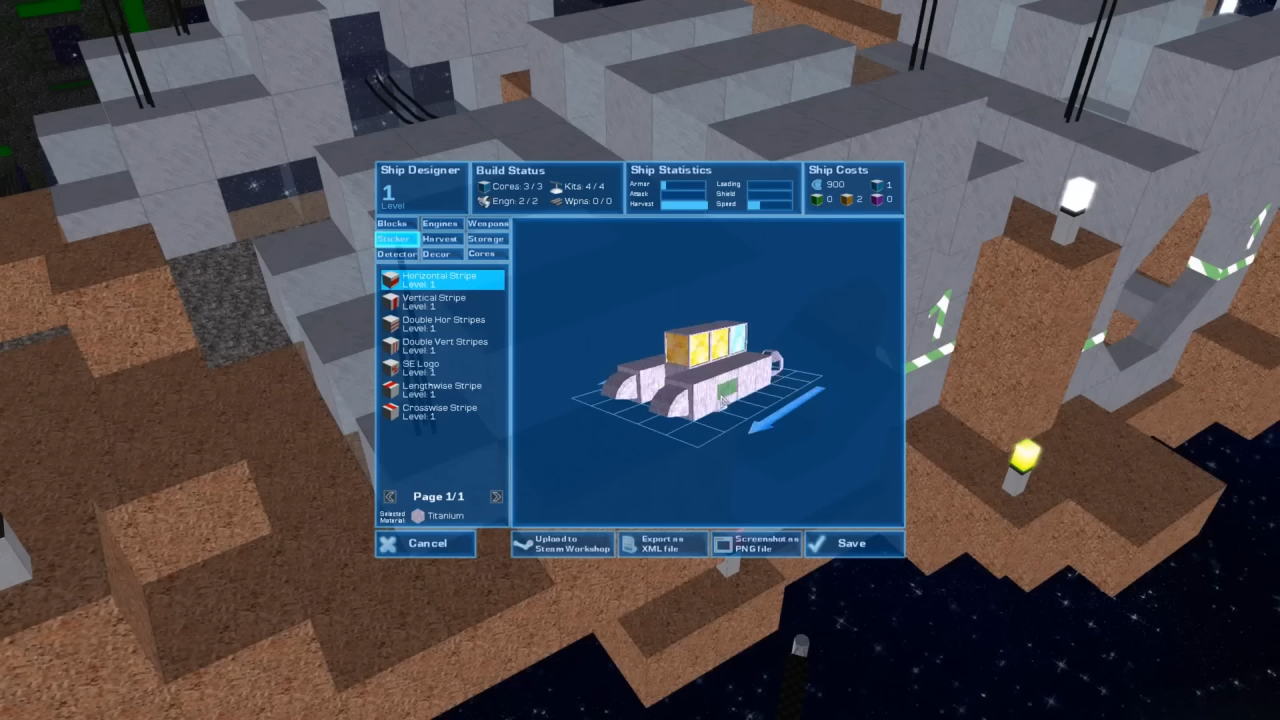 Ship Designer
1
Level
Build Status
Cores: 3 / 3
Kits: 4 / 4
Engn: 2 / 2
Wpns: 0 / 0
Ship Statistics
Armor
Attack
Harvest
Loading
Shield
Speed
Ship Costs
900
1
0
2
0
Blocks
Engines
Weapons
Sticker
Harvest
Storage
Detector
Decor
Cores
Horizontal Stripe
Level: 1
Vertical Stripe
Level: 1
Double Hor Stripes
Level: 1
Double Vert Stripes
Level: 1
SE Logo
Level: 1
Lengthwise Stripe
Level: 1
Crosswise Stripe
Level: 1
Page 1/1
Selected
Material:
Titanium
Cancel
Upload to
Steam Workshop
Export as
XML file
Screenshot as
PNG file
Save